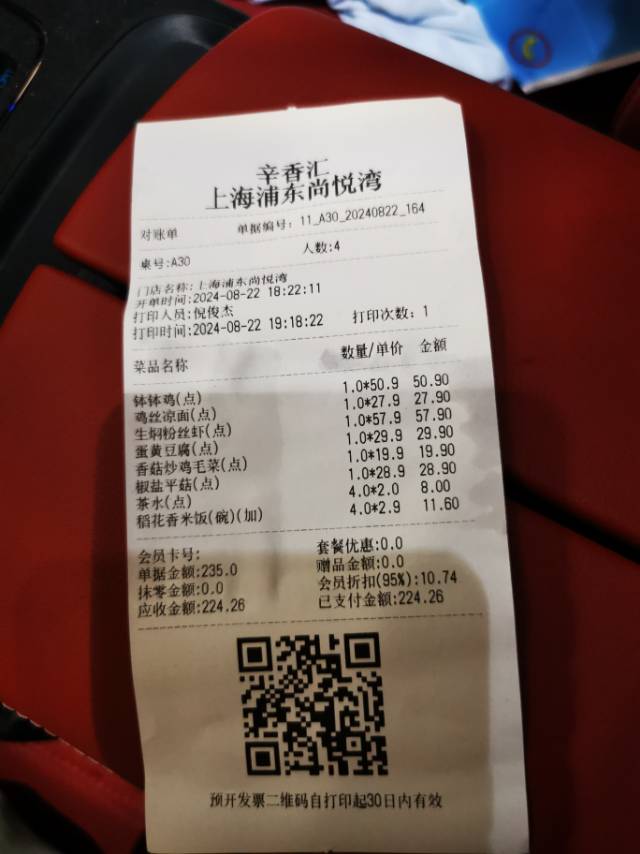 辛香汇
上海浦东尚悦湾
对账单 单据编号: 11_A30_20240822_164
桌号:A30 人数:4
门店名称:上海浦东尚悦湾
开单时间:2024-08-22 18:22:11
打印人员:倪俊杰
打印时间:2024-08-22 19:18:22 打印次数: 1
菜品名称 数量/单价 金额
钵钵鸡(点) 1.0*50.9 50.90
鸡丝凉面(点) 1.0*27.9 27.90
生焖粉丝虾(点) 1.0*57.9 57.90
蛋黄豆腐(点) 1.0*29.9 29.90
香菇炒鸡毛菜(点) 1.0*19.9 19.90
椒盐平菇(点) 1.0*28.9 28.90
茶水(点) 4.0*2.0 8.00
稻花香米饭(碗)(加) 4.0*2.9 11.60
会员卡号: 套餐优惠:0.0
单据金额:235.0 赠品金额:0.0
抹零金额:0.0 会员折扣(95%):10.74
应收金额:224.26 已支付金额:224.26
预开发票二维码自打印起30日内有效